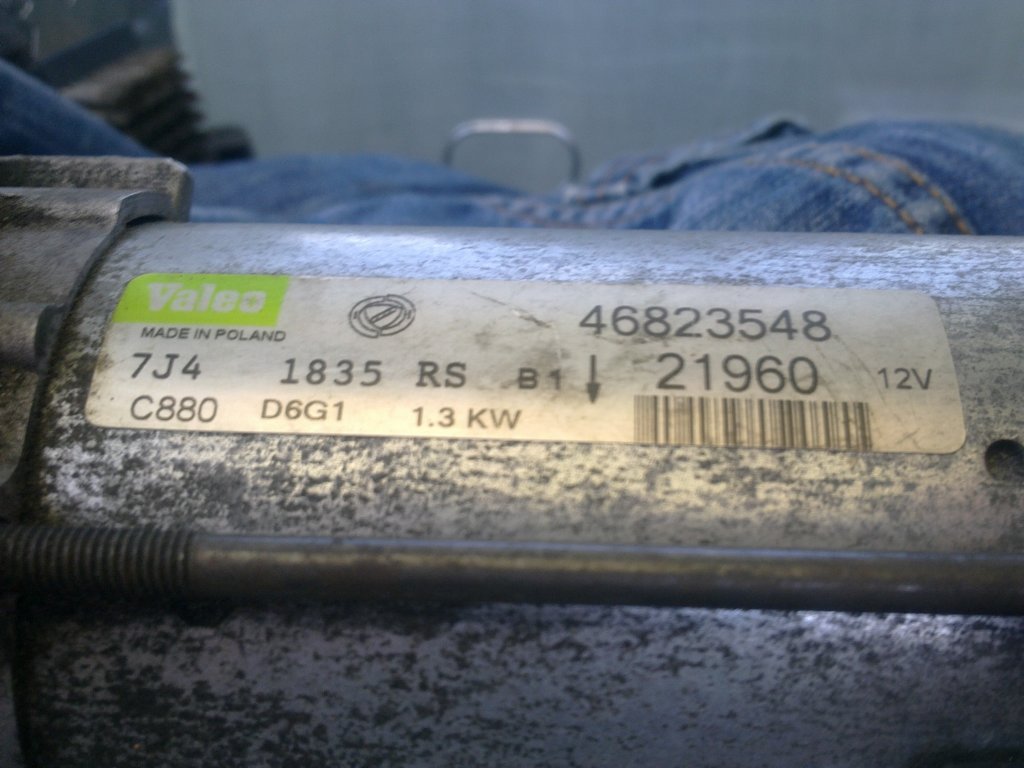 Valeo
46823548
MADE IN POLAND
7J4 1835 RS B1 21960 12V
C880 D6G1 1.3 KW